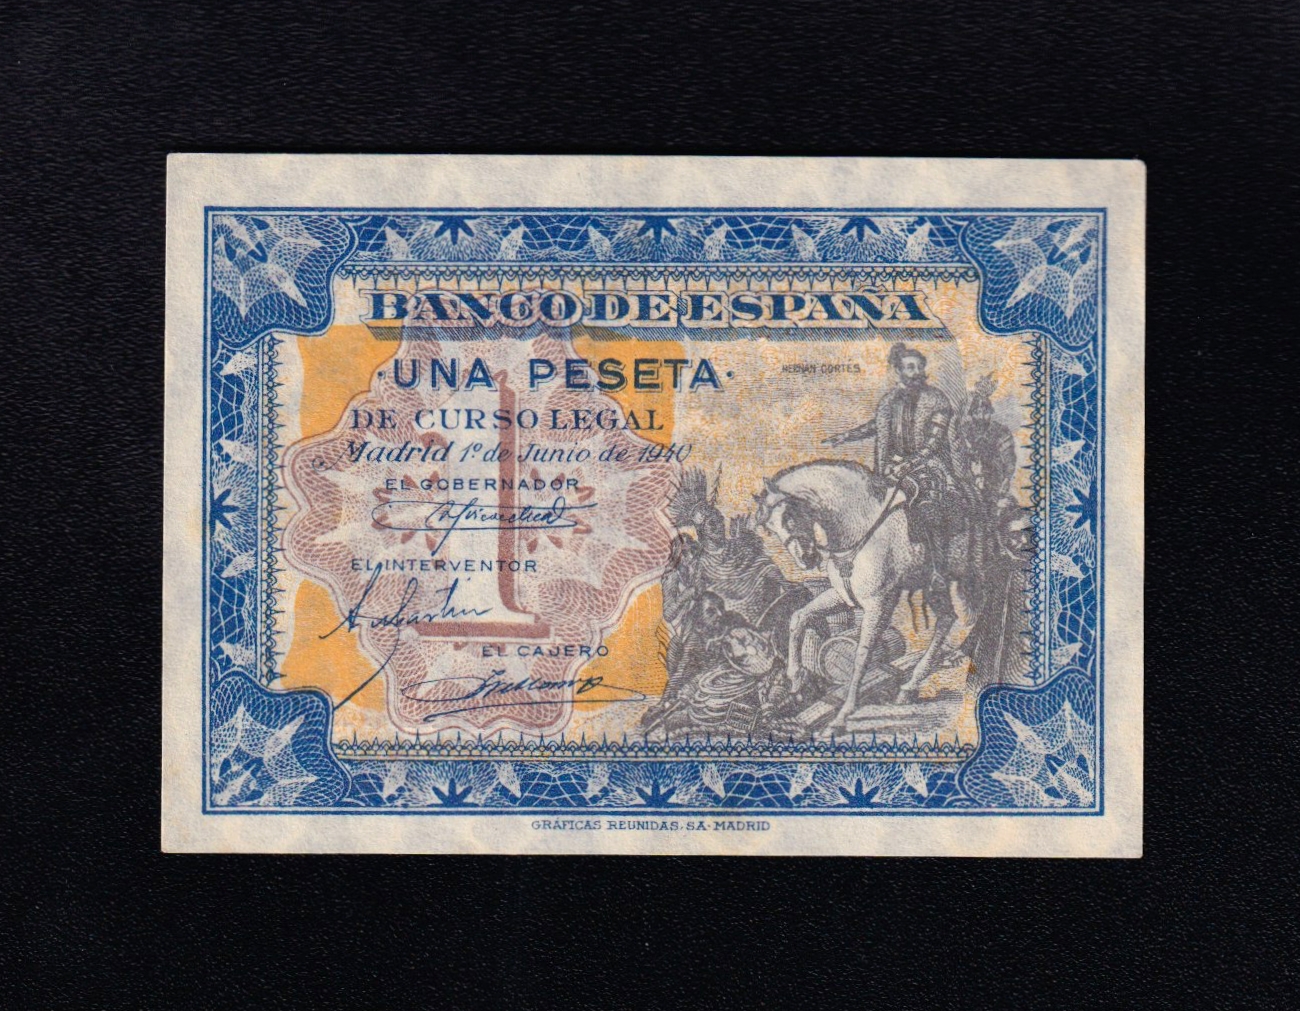 BANCO DE ESPAÑA
·UNA PESETA·
HERNAN CORTES
DE CURSO LEGAL
Madrid 1º de Junio de 1940
EL GOBERNADOR
EL INTERVENTOR
EL CAJERO
1
GRÁFICAS REUNIDAS, SA· MADRID